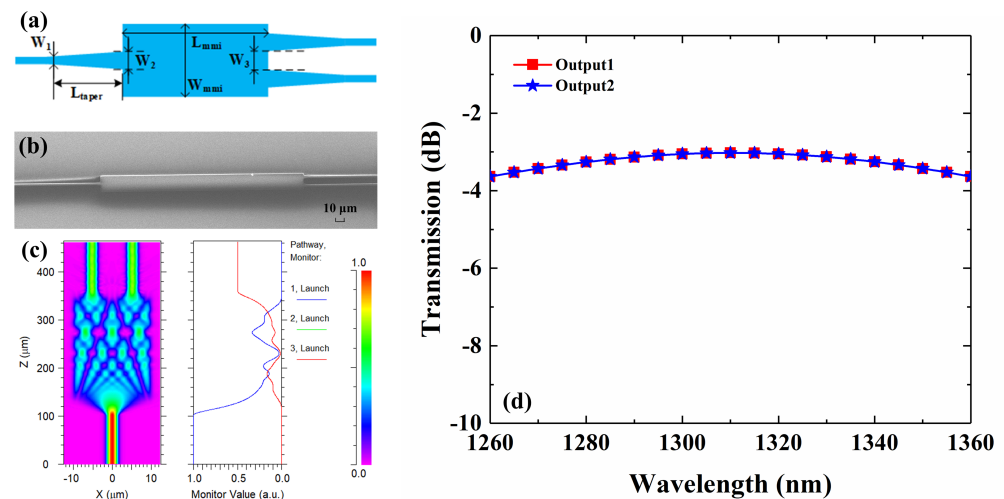 (a)
W1
W2
Lmmi
Wmmi
W3
Ltaper
(b)
10 μm
(c)
400
300
200
100
0
Z (μm)
-10
0
10
X (μm)
1.0
0.5
0.0
Monitor Value (a.u.)
Pathway,
Monitor:
1, Launch
2, Launch
3, Launch
1.0
0.0
0
-2
-4
-6
-8
-10
Transmission (dB)
Output1
Output2
(d)
1260
1280
1300
1320
1340
1360
Wavelength (nm)